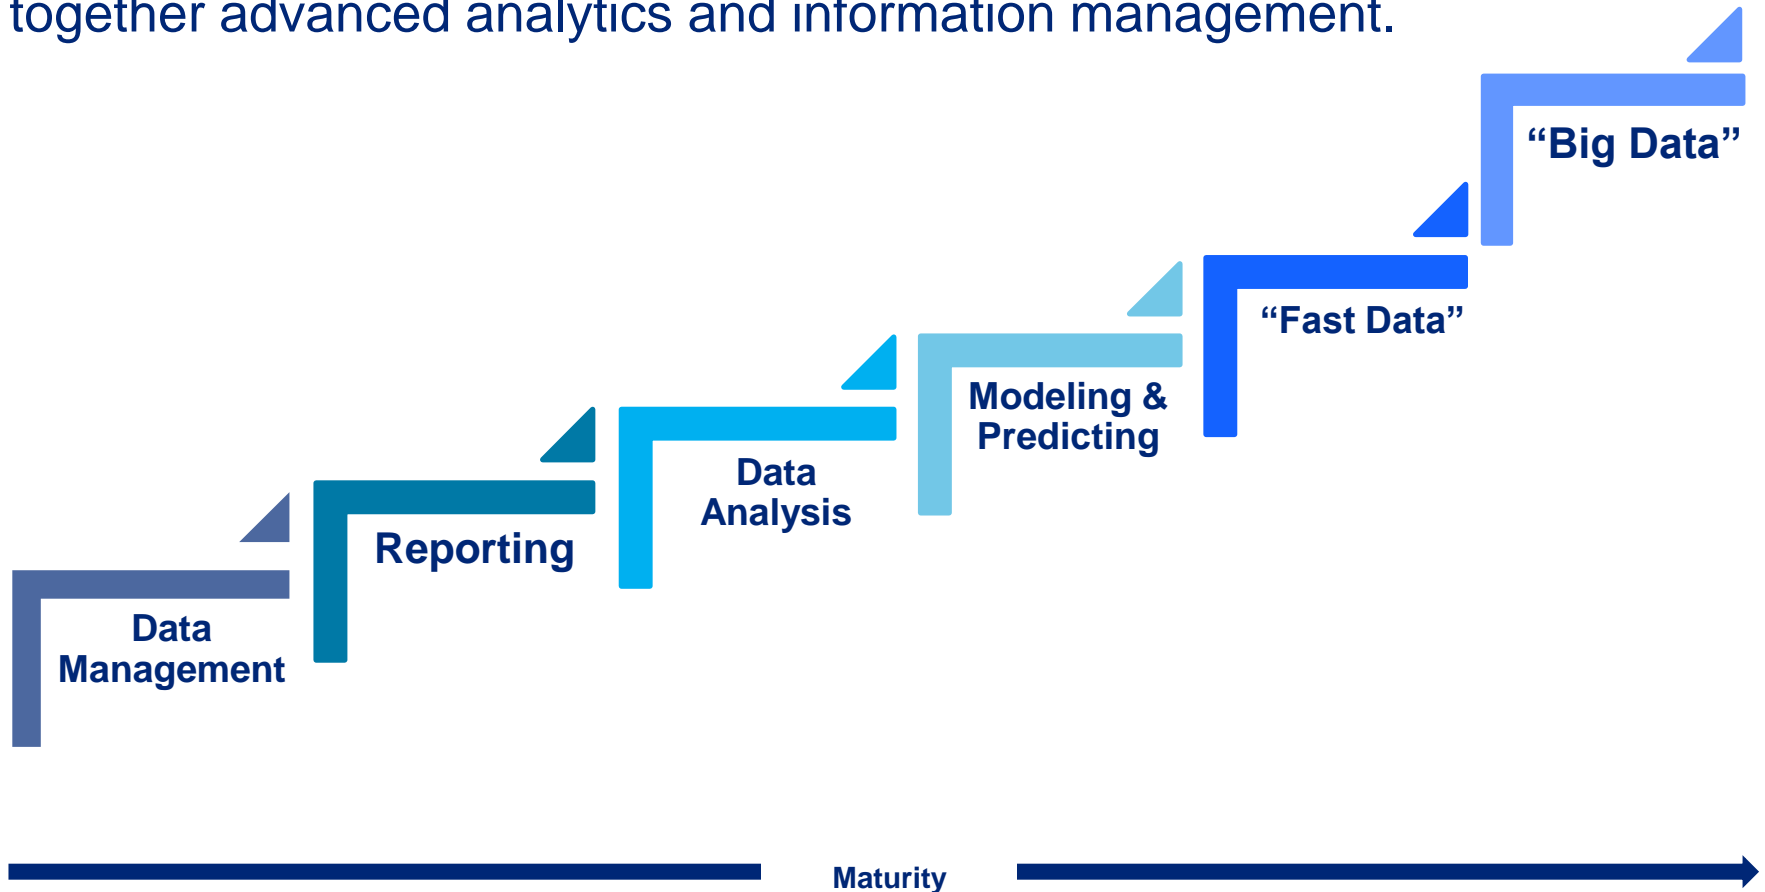 together advanced analytics and information management.
“Big Data”
“Fast Data”
Modeling &
Predicting
Data
Analysis
Reporting
Data
Management
Maturity